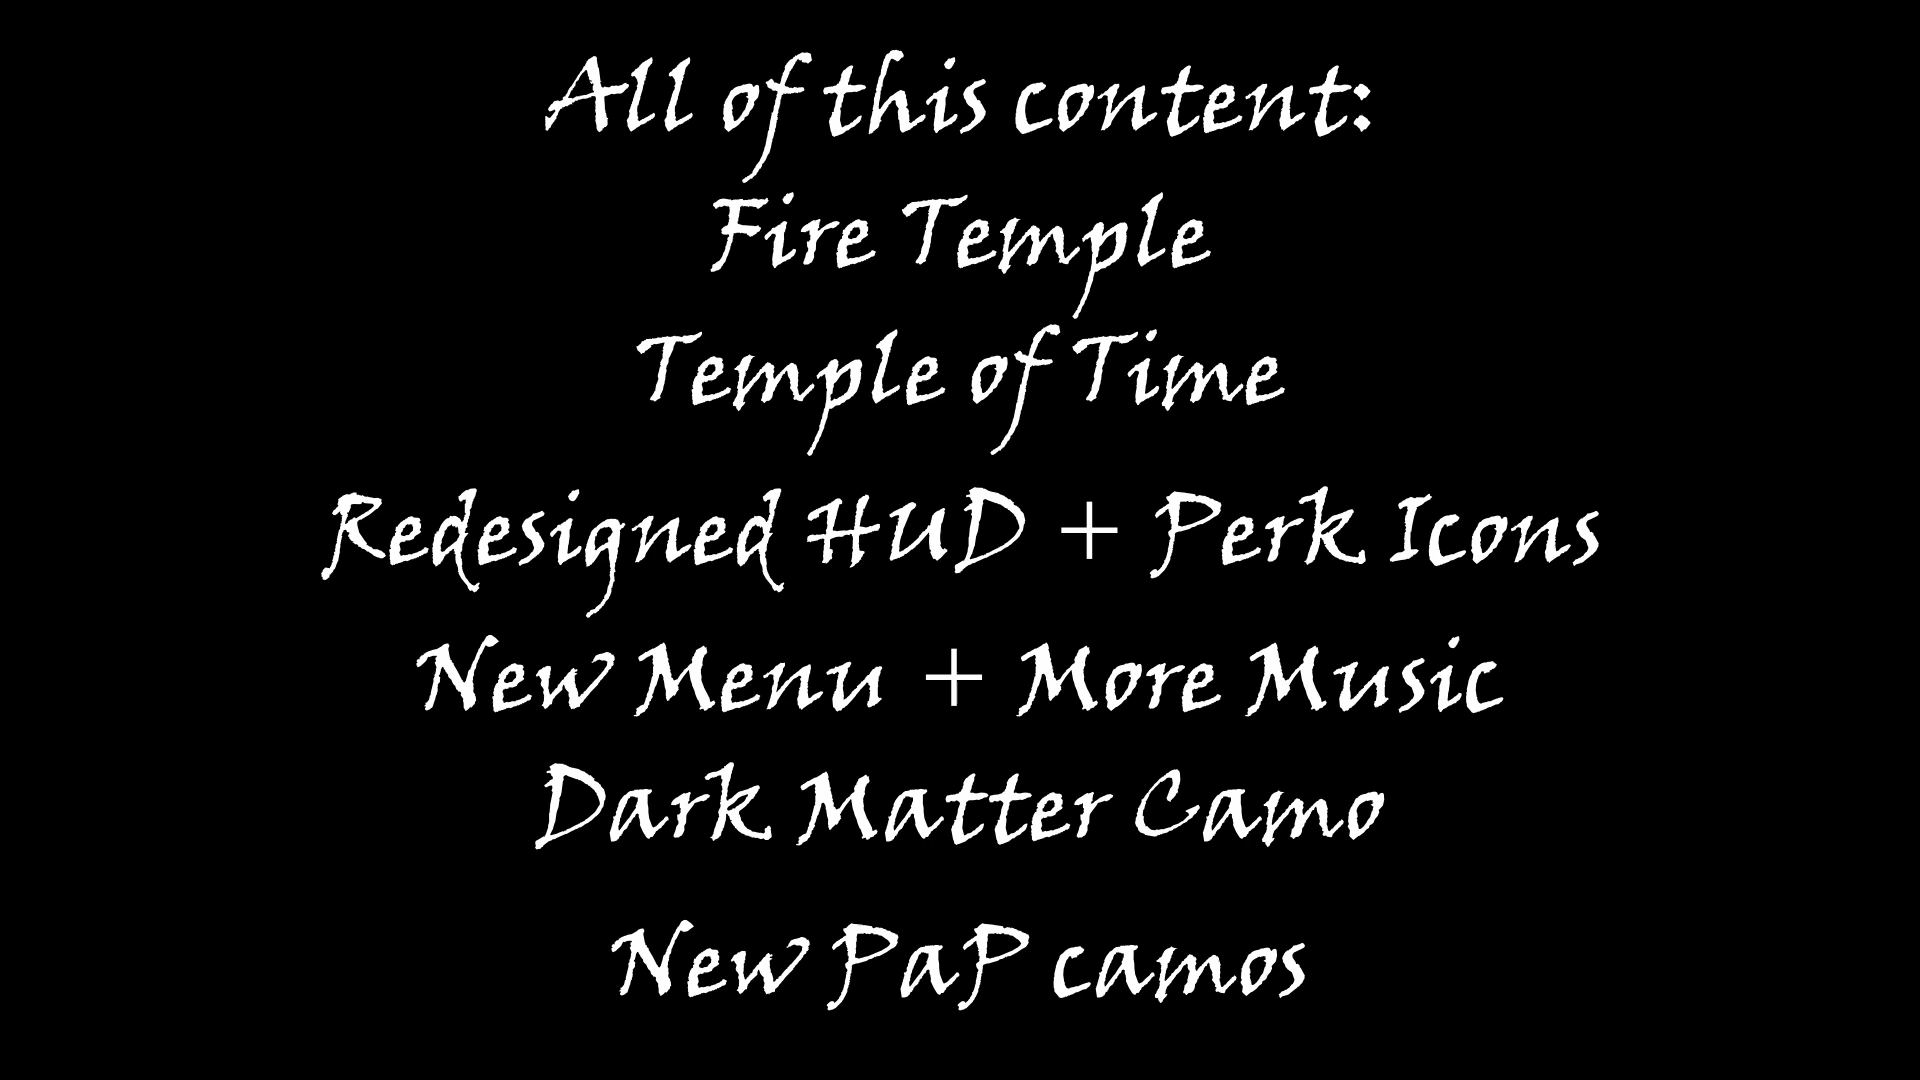 All of this content:
Fire Temple
Temple of Time
Redesigned HUD + Perk Icons
New Menu + More Music
Dark Matter Camo
New PaP camos